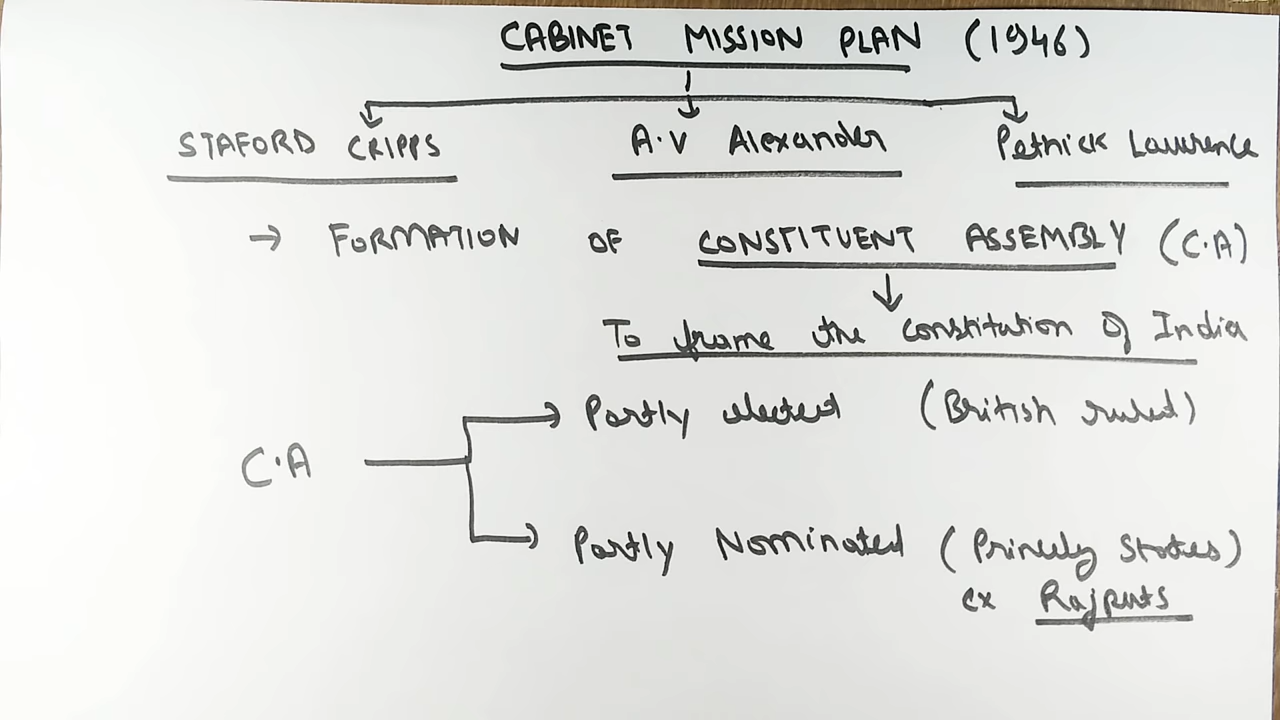 CABINET MISSION PLAN (1946)
STAFORD CRIPPS A.V Alexander Pethick Lawrence
→ FORMATION OF CONSTITUENT ASSEMBLY (C.A)
To frame the constitution of India
Partly elected (British ruled)
C.A
Partly Nominated (Princely States)
ex Rajputs